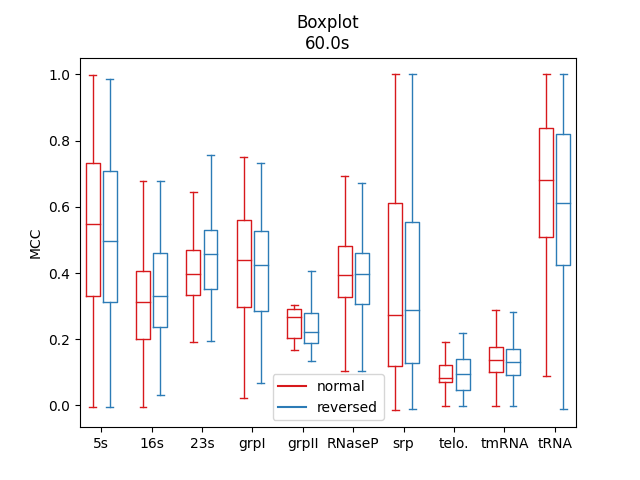 Boxplot
60.0s
MCC
1.0
0.8
0.6
0.4
0.2
0.0
normal
reversed
5s 16s 23s grpI grpII RNaseP srp telo. tmRNA tRNA